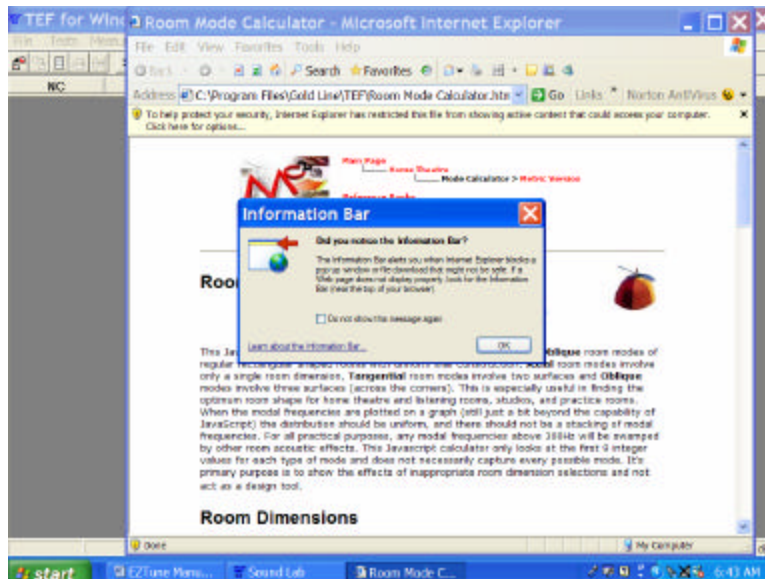 TEF for Wind
Room Mode Calculator - Microsoft Internet Explorer
File Edit View Favorites Tools Help
Search Favorites
NC
Address C:\Program Files\Gold Line\TEF\Room Mode Calculator.htm Go Links Norton AntiVirus
To help protect your security, Internet Explorer has restricted this file from showing active content that could access your computer.
Click here for options...
Main Page
Home Theatre
Mode Calculator > Metric Version
Information Bar
Did you notice the Information Bar?
The Information Bar alerts you when Internet Explorer blocks a
pop-up window or file download that might not be safe. If a
Web page does not display properly, look for the Information
Bar (near the top of your browser).
Roo
Do not show this message again
Learn about the Information Bar...
OK
This Jav
Oblique room modes of
regular rectangular shaped rooms with uniform wall construction. Axial room modes involve
only a single room dimension, Tangential room modes involve two surfaces and Oblique
modes involve three surfaces (across the corners). This is especially useful in finding the
optimum room shape for home theatre and listening rooms, studios, and practice rooms.
When the modal frequencies are plotted on a graph (still just a bit beyond the capability of
JavaScript) the distribution should be uniform, and there should not be a stacking of modal
frequencies. For all practical purposes, any modal frequencies above 300Hz will be swamped
by other room acoustic effects. This Javascript calculator only looks at the first 9 integer
values for each type of mode and does not necessarily capture every possible mode. It's
primary purpose is to show the effects of inappropriate room dimension selections and not
act as a design tool.
Room Dimensions
Done
My Computer
start
EZTune Manu...
Sound Lab
Room Mode C...
6:43 AM